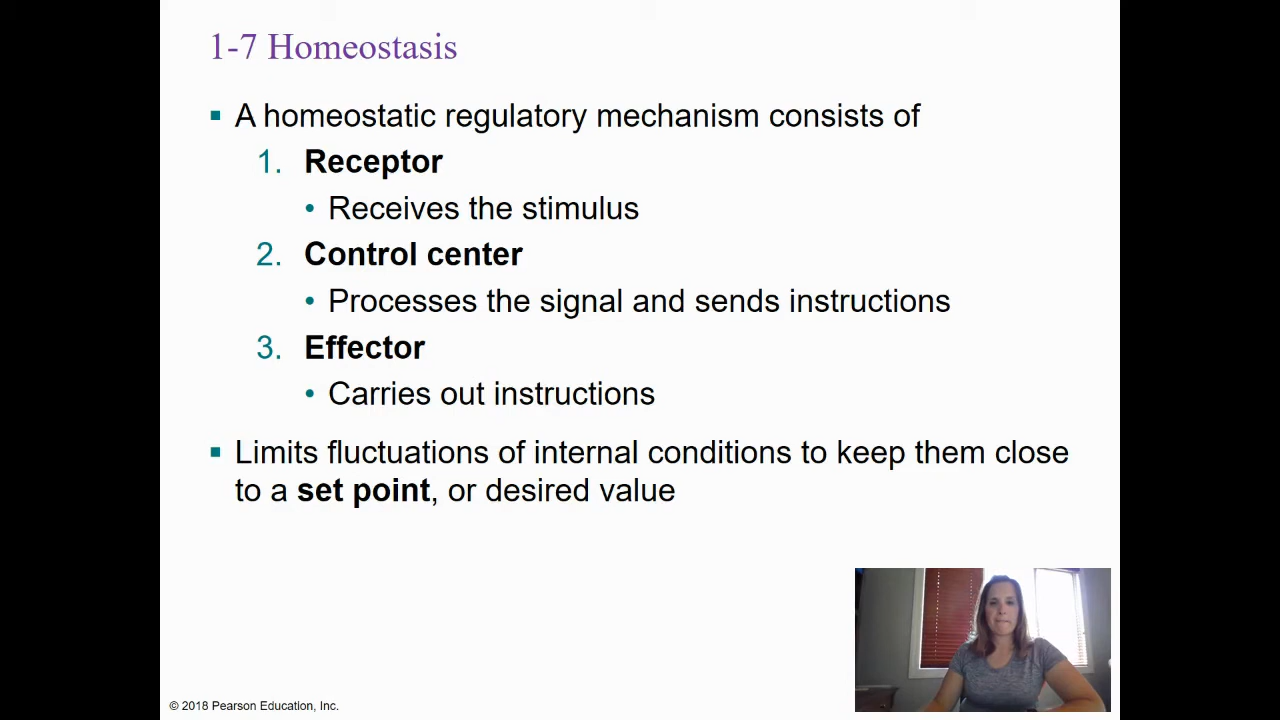 1-7 Homeostasis
▪ A homeostatic regulatory mechanism consists of
1. Receptor
• Receives the stimulus
2. Control center
• Processes the signal and sends instructions
3. Effector
• Carries out instructions
▪ Limits fluctuations of internal conditions to keep them close
to a set point, or desired value
© 2018 Pearson Education, Inc.